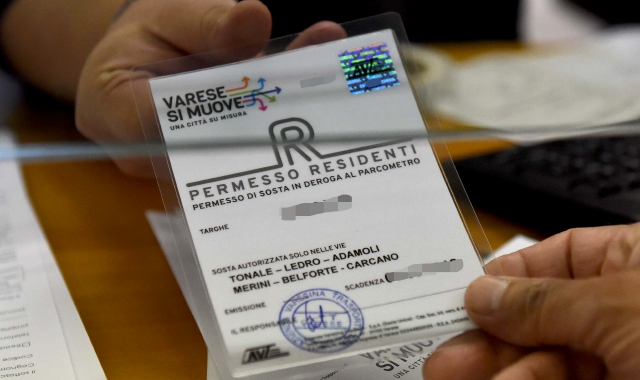 VARESE
SI MUOVE
UNA CITTÀ SU MISURA
AVT
R
PERMESSO RESIDENTI
PERMESSO DI SOSTA IN DEROGA AL PARCOMETRO
TARGHE
SOSTA AUTORIZZATA SOLO NELLE VIE
TONALE – LEDRO – ADAMOLI
MERINI – BELFORTE – CARCANO
SCADENZA
EMISSIONE
IL RESPONSABILE
VARESE
AVT
SI MUOVE